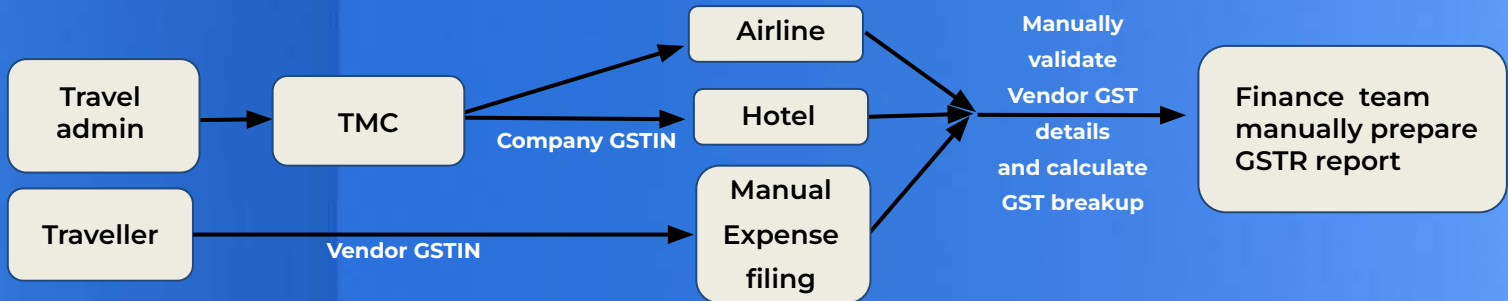 Travel
admin
TMC
Airline
Hotel
Company GSTIN
Traveller
Vendor GSTIN
Manual
Expense
filing
Manually
validate
Vendor GST
details
and calculate
GST breakup
Finance team
manually prepare
GSTR report